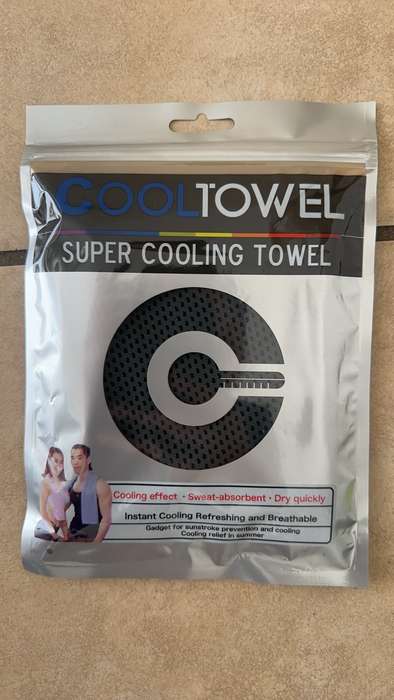 COOLTOWEL
SUPER COOLING TOWEL
Cooling effect · Sweat-absorbent · Dry quickly
Instant Cooling Refreshing and Breathable
Gadget for sunstroke prevention and cooling
Cooling relief in summer